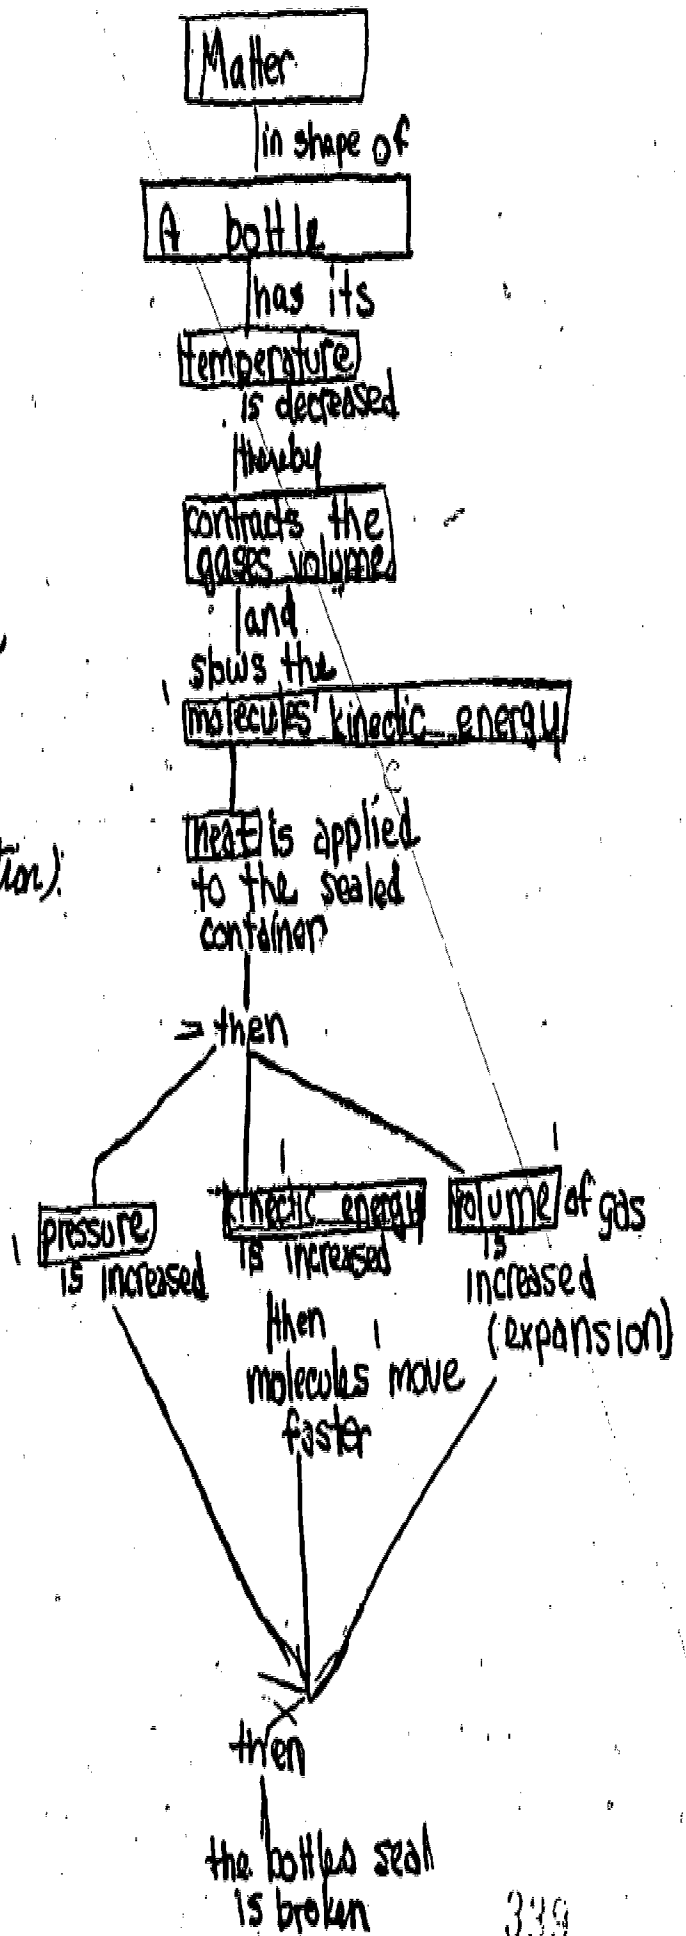 Matter
in shape of
A bottle
has its
temperature
is decreased
thereby
contracts the
gases volumes
and
slows the
molecules' kinectic energy
heat is applied
tion).
to the sealed
container
then
pressure
is increased
kinectic energy
is increased
then
molecules move
faster
volume of gas
is
increased
(expansion)
then
the bottles seal
is broken
339